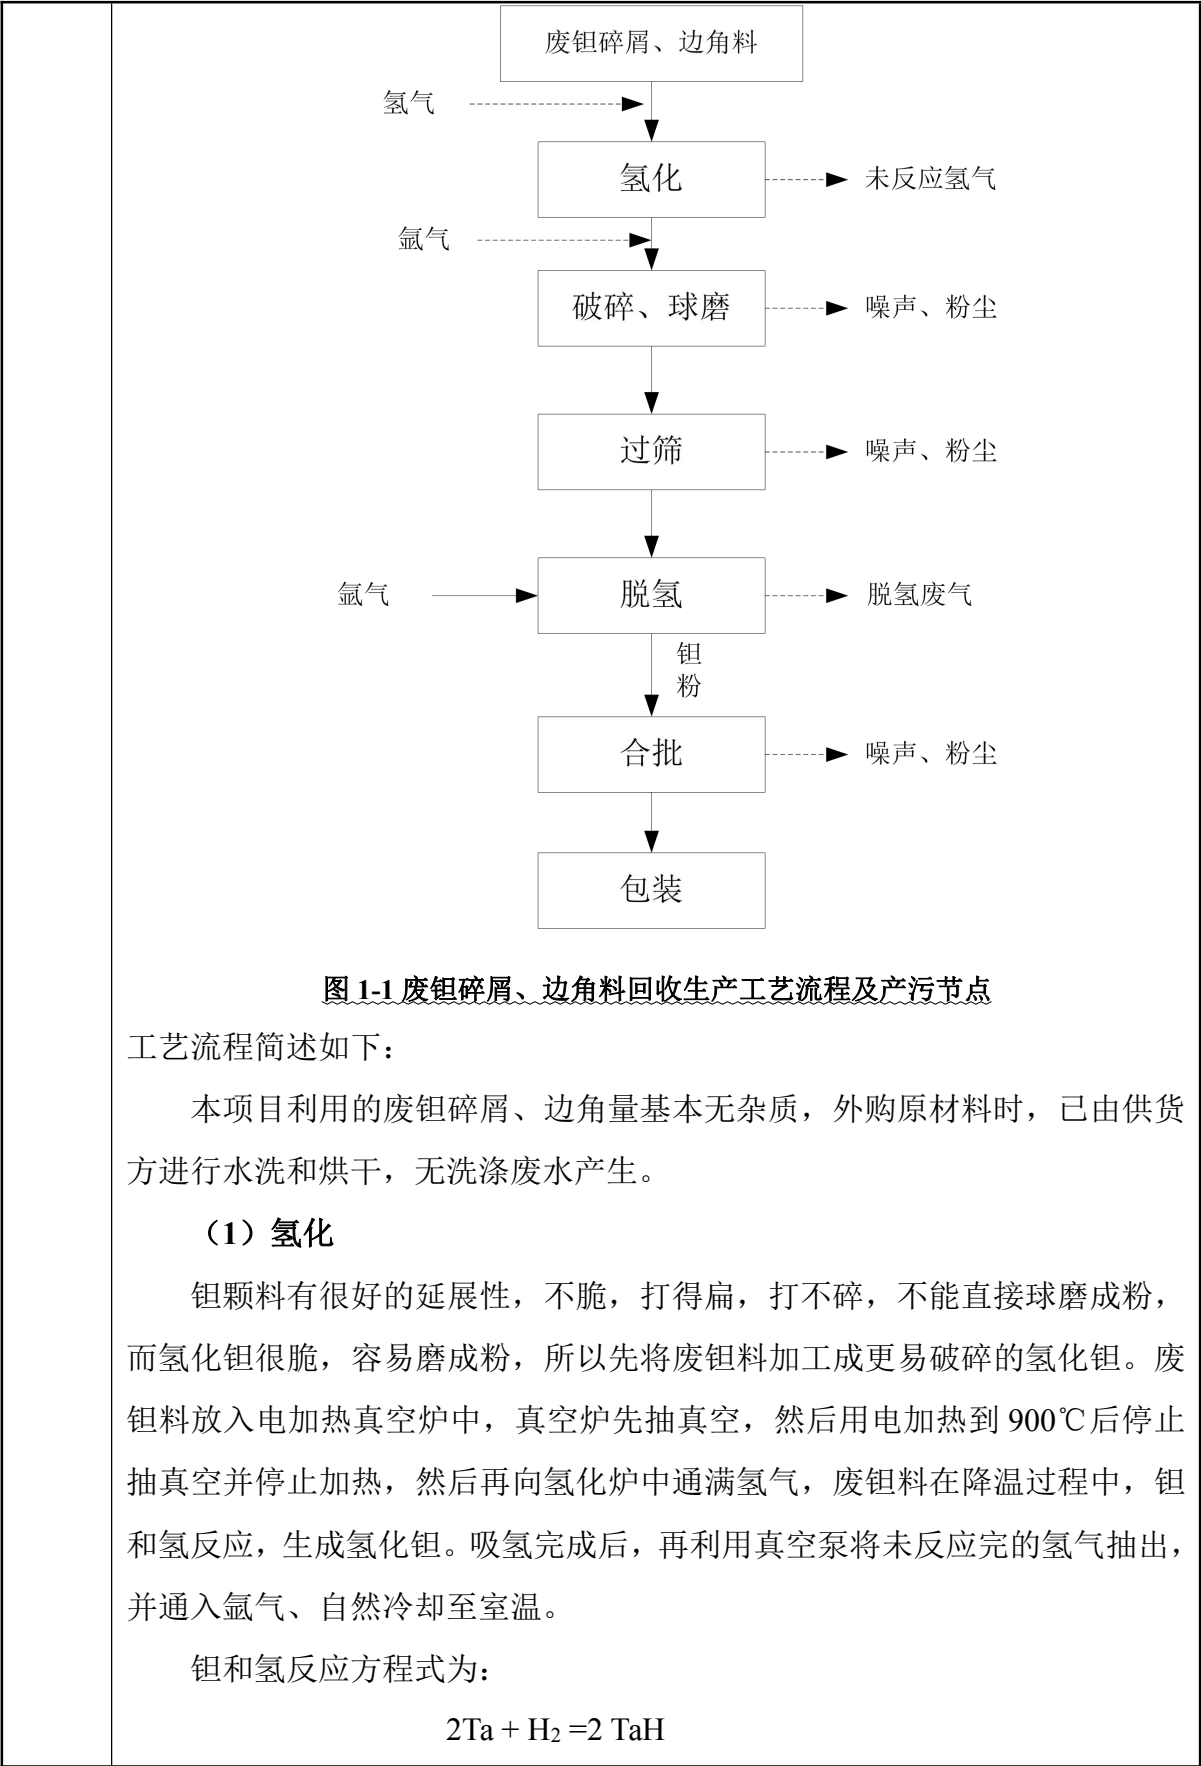 废钽碎屑、边角料
氢气
氢化
未反应氢气
氩气
破碎、球磨
噪声、粉尘
过筛
噪声、粉尘
氩气
脱氢
脱氢废气
钽
粉
合批
噪声、粉尘
包装
图 1-1 废钽碎屑、边角料回收生产工艺流程及产污节点
工艺流程简述如下：
本项目利用的废钽碎屑、边角量基本无杂质，外购原材料时，已由供货
方进行水洗和烘干，无洗涤废水产生。
（1）氢化
钽颗料有很好的延展性，不脆，打得扁，打不碎，不能直接球磨成粉，
而氢化钽很脆，容易磨成粉，所以先将废钽料加工成更易破碎的氢化钽。废
钽料放入电加热真空炉中，真空炉先抽真空，然后用电加热到 900℃后停止
抽真空并停止加热，然后再向氢化炉中通满氢气，废钽料在降温过程中，钽
和氢反应，生成氢化钽。吸氢完成后，再利用真空泵将未反应完的氢气抽出，
并通入氩气、自然冷却至室温。
钽和氢反应方程式为：
2Ta + H₂ =2 TaH